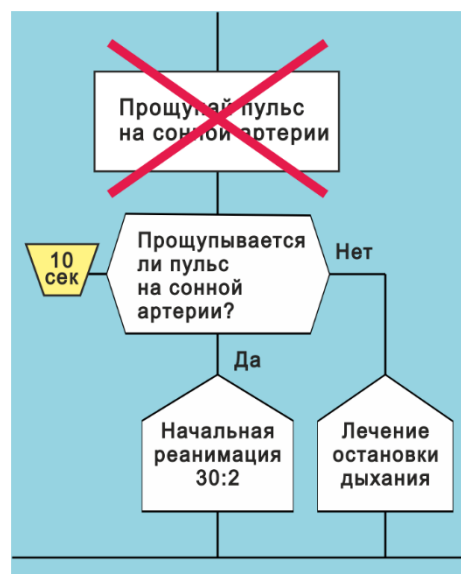 Прощупай пульс
на сонной артерии
10
сек
Прощупывается
ли пульс
на сонной
артерии?
Нет
Да
Начальная
реанимация
30:2
Лечение
остановки
дыхания